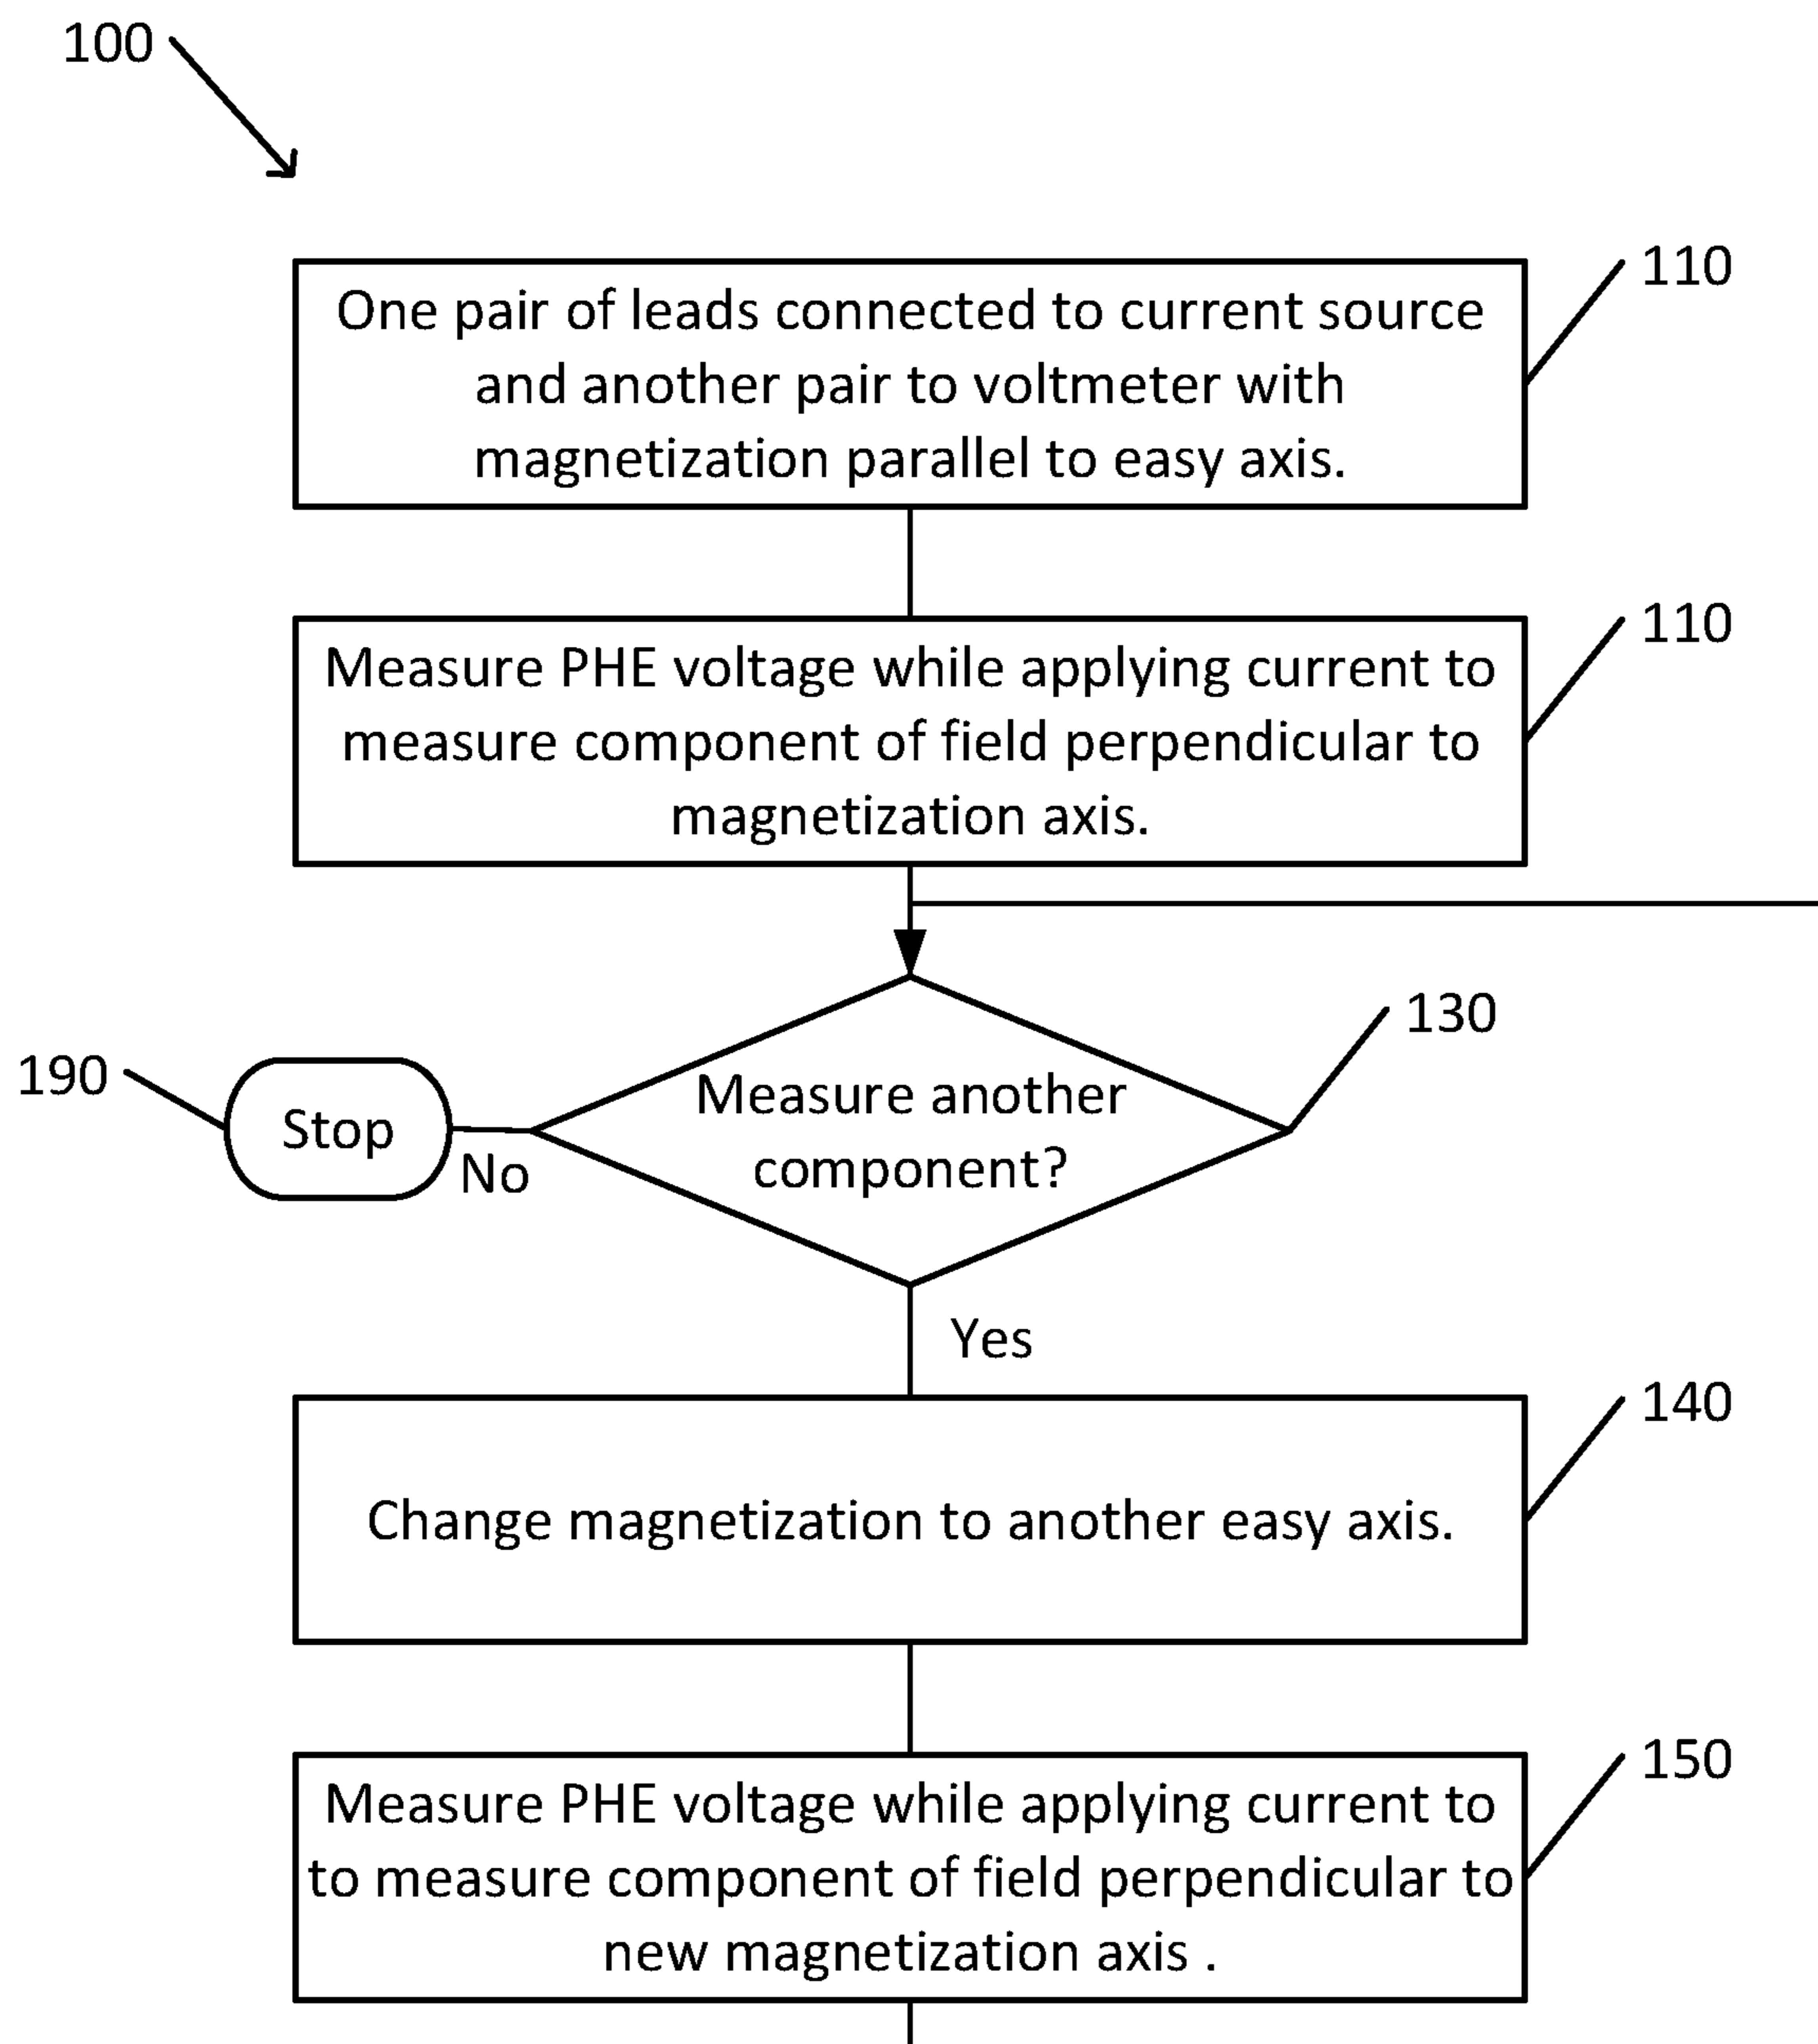 100
110
One pair of leads connected to current source
and another pair to voltmeter with
magnetization parallel to easy axis.
110
Measure PHE voltage while applying current to
measure component of field perpendicular to
magnetization axis.
130
190
Measure another
component?
Stop
No
Yes
140
Change magnetization to another easy axis.
150
Measure PHE voltage while applying current to
to measure component of field perpendicular to
new magnetization axis .